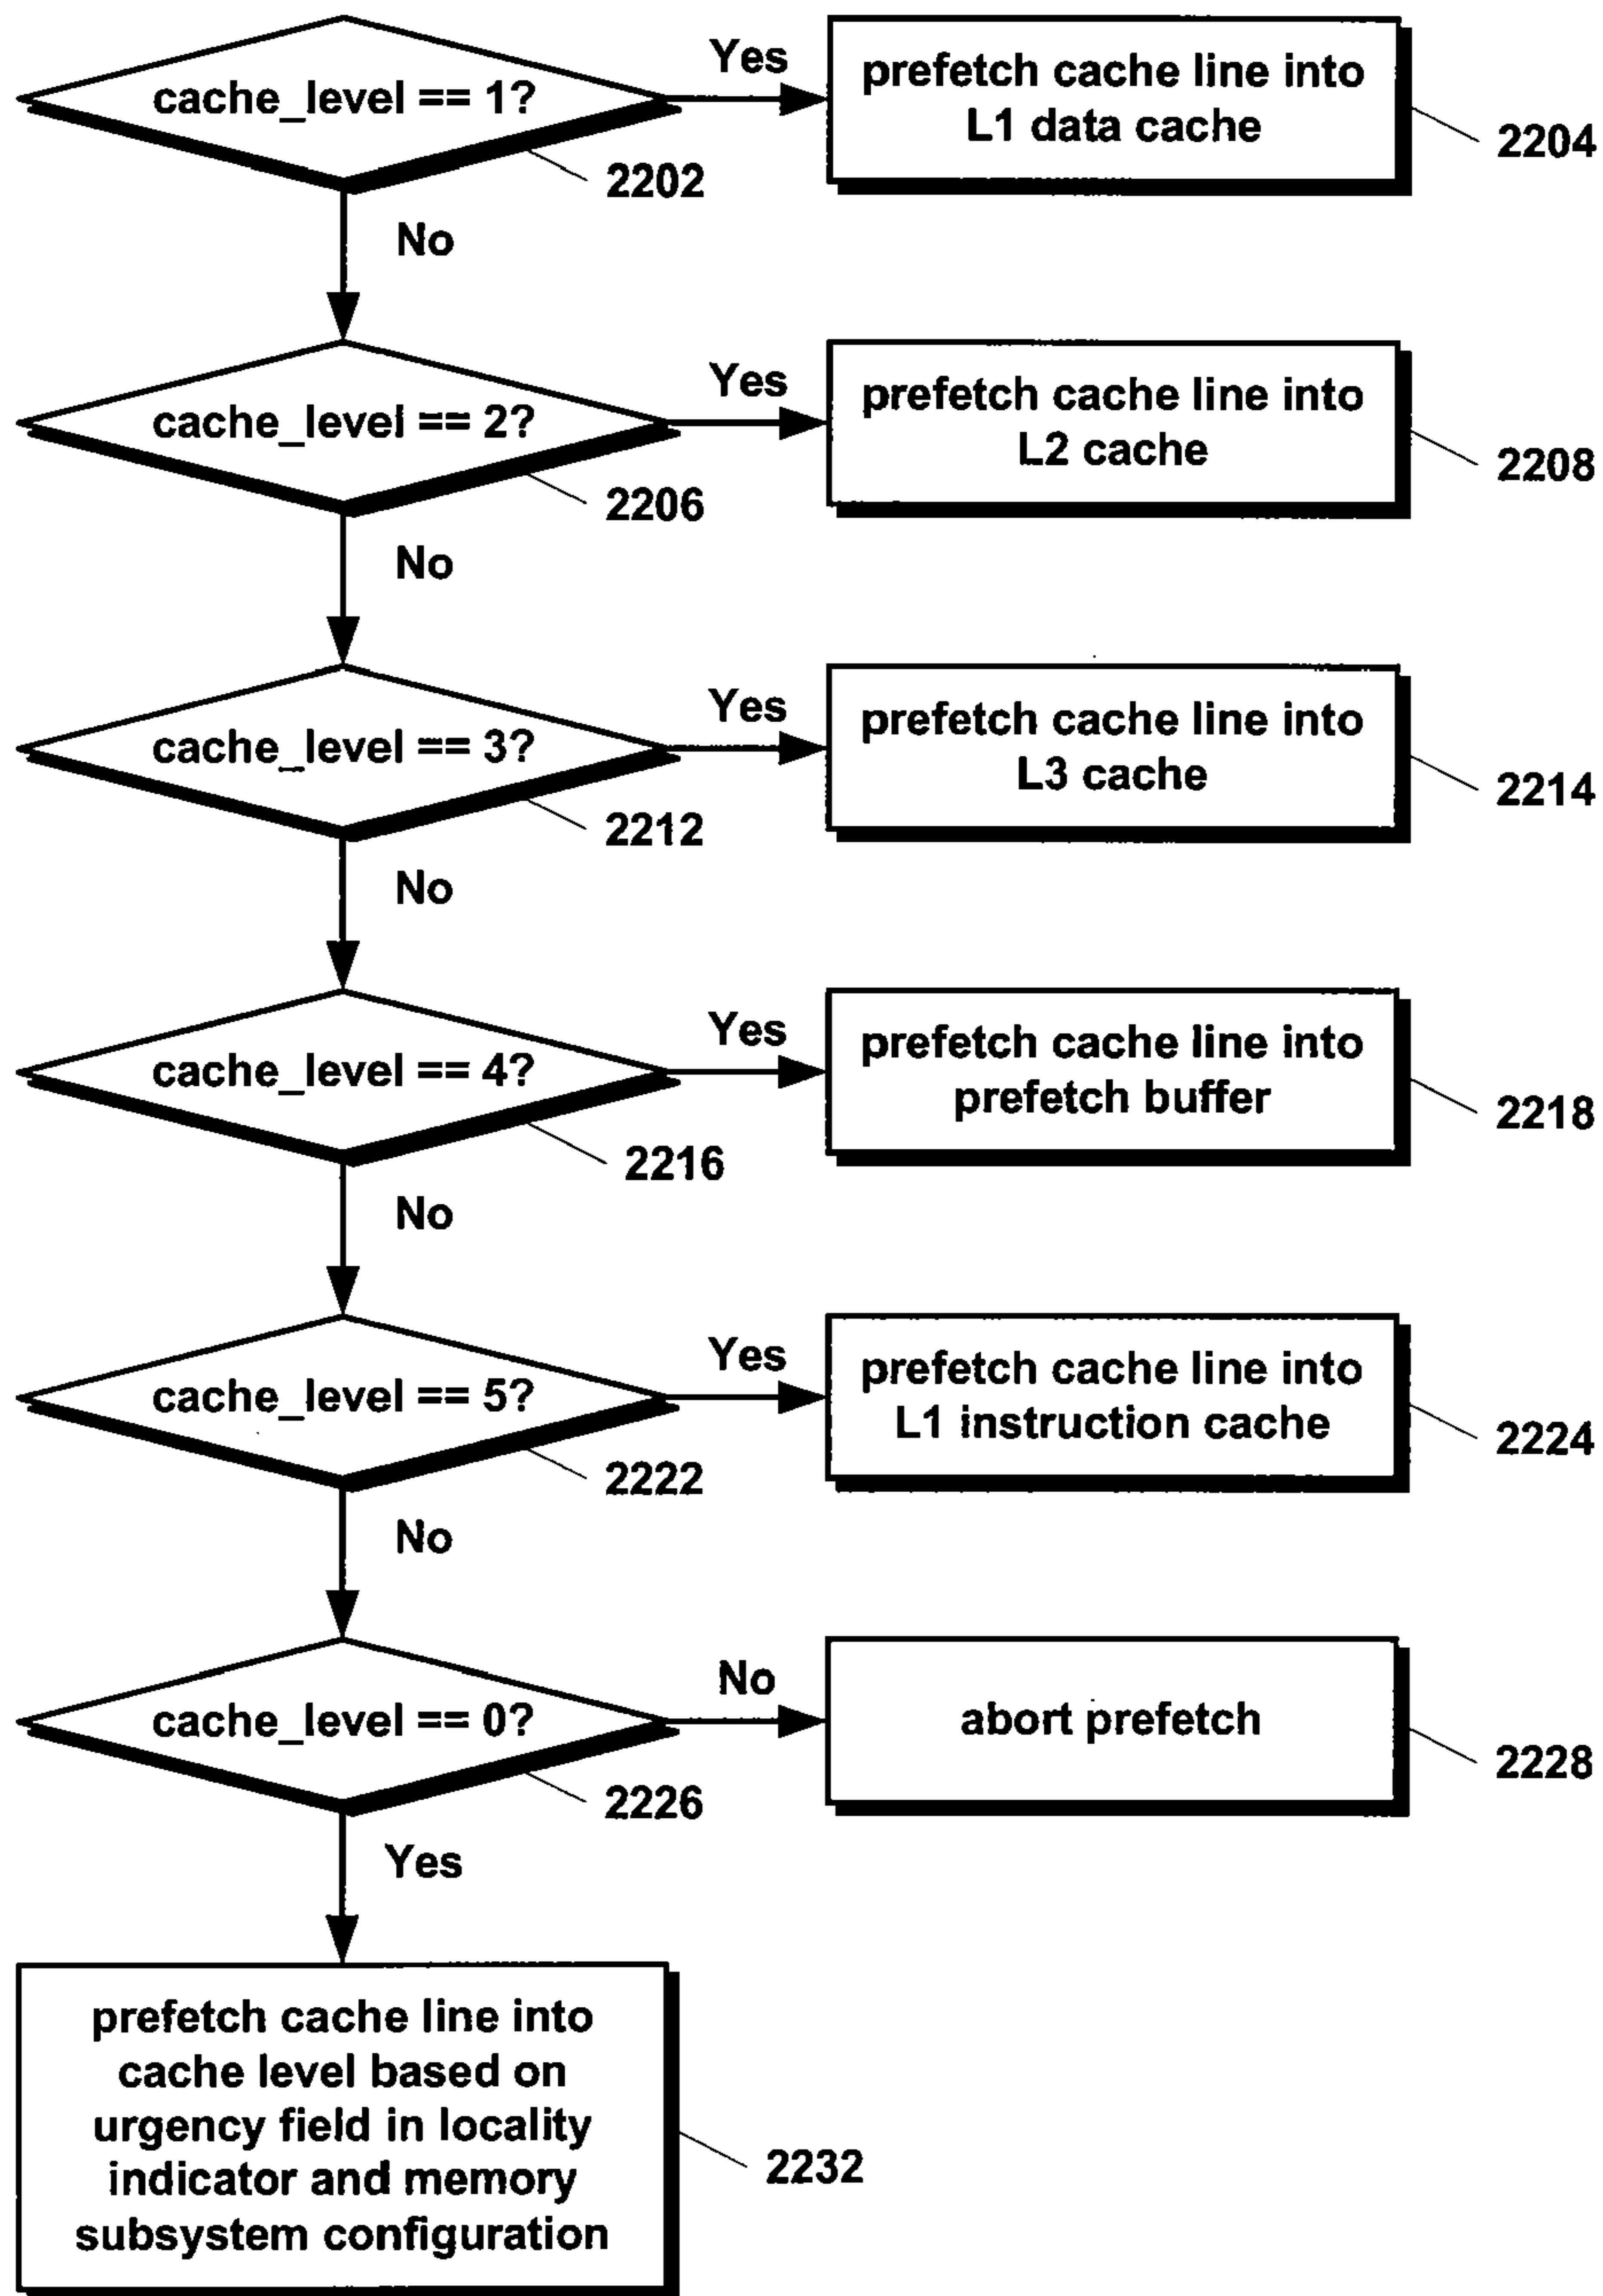 cache_level == 1?
Yes
prefetch cache line into
L1 data cache
2204
2202
No
cache_level == 2?
Yes
prefetch cache line into
L2 cache
2208
2206
No
cache_level == 3?
Yes
prefetch cache line into
L3 cache
2214
2212
No
cache_level == 4?
Yes
prefetch cache line into
prefetch buffer
2218
2216
No
cache_level == 5?
Yes
prefetch cache line into
L1 instruction cache
2224
2222
No
cache_level == 0?
No
abort prefetch
2228
2226
Yes
prefetch cache line into
cache level based on
urgency field in locality
indicator and memory
subsystem configuration
2232